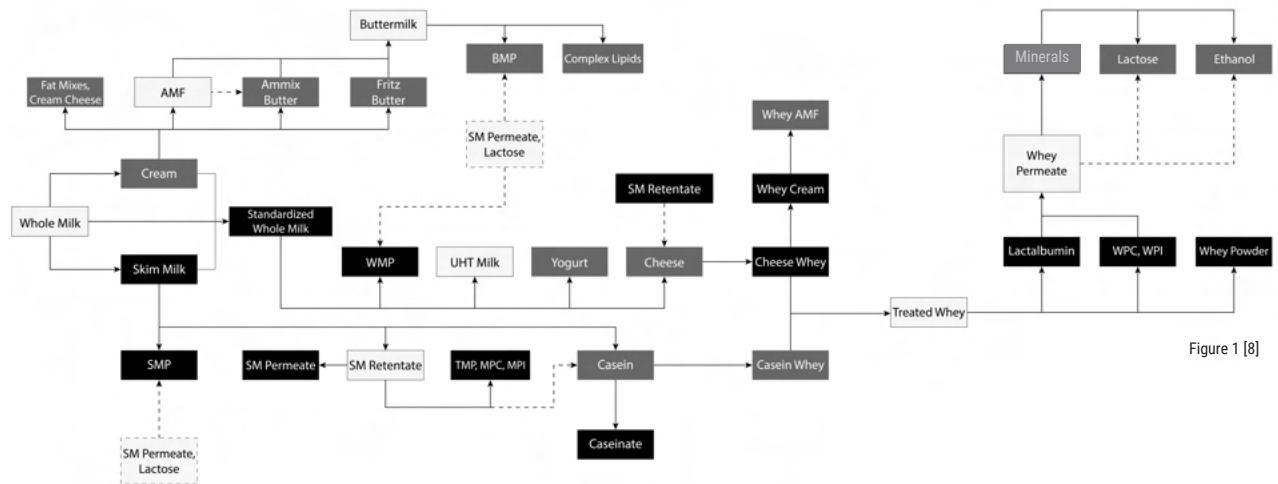 Buttermilk
BMP
Complex Lipids
Fat Mixes,
Cream Cheese
AMF
Ammix
Butter
Fritz
Butter
SM Permeate,
Lactose
Cream
Whole Milk
Standardized
Whole Milk
Skim Milk
WMP
UHT Milk
Yogurt
Cheese
SM Retentate
Whey AMF
Whey Cream
Cheese Whey
Minerals
Lactose
Ethanol
Whey
Permeate
Lactalbumin
WPC, WPI
Whey Powder
Treated Whey
SMP
SM Permeate
SM Retentate
TMP, MPC, MPI
Casein
Casein Whey
Caseinate
SM Permeate,
Lactose
Figure 1 [8]